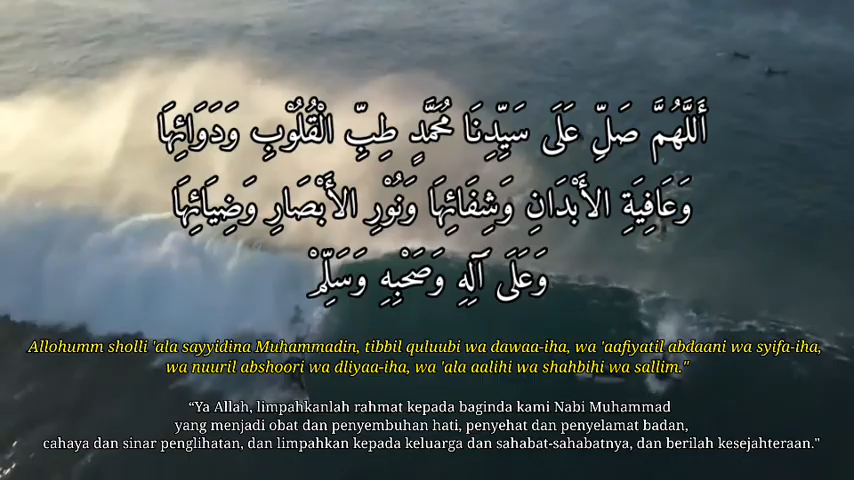 أَللَّهُمَّ صَلِّ عَلَى سَيِّدِنَا مُحَمَّدٍ طِبِّ الْقُلُوْبِ وَدَوَائِهَا
وَعَافِيَةِ الأَبْدَانِ وَشِفَائِهَا وَنُوْرِ الأَبْصَارِ وَضِيَائِهَا
وَعَلَى آلِهِ وَصَحْبِهِ وَسَلِّمْ
Allohumm sholli 'ala sayyidina Muhammadin, tibbil quluubi wa dawaa-iha, wa 'aafiyatil abdaani wa syifa-iha,
wa nuuril abshoori wa dliyaa-iha, wa 'ala aalihi wa shahbihi wa sallim."
“Ya Allah, limpahkanlah rahmat kepada baginda kami Nabi Muhammad
yang menjadi obat dan penyembuhan hati, penyehat dan penyelamat badan,
cahaya dan sinar penglihatan, dan limpahkan kepada keluarga dan sahabat-sahabatnya, dan berilah kesejahteraan."